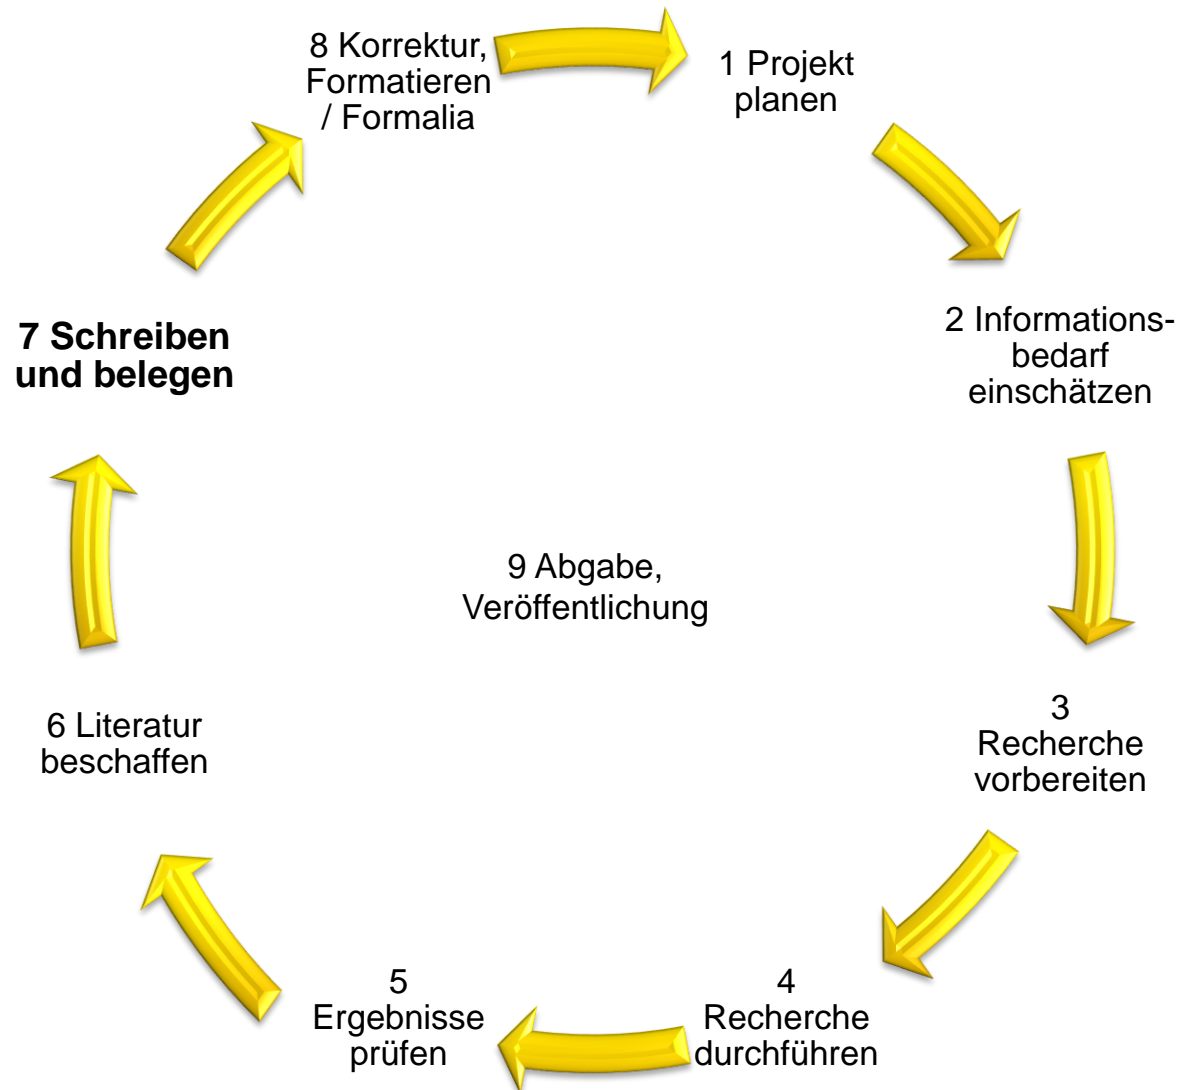 8 Korrektur,
Formatieren
/ Formalia
1 Projekt
planen
2 Informations-
bedarf
einschätzen
3
Recherche
vorbereiten
4
Recherche
durchführen
5
Ergebnisse
prüfen
6 Literatur
beschaffen
7 Schreiben
und belegen
9 Abgabe,
Veröffentlichung